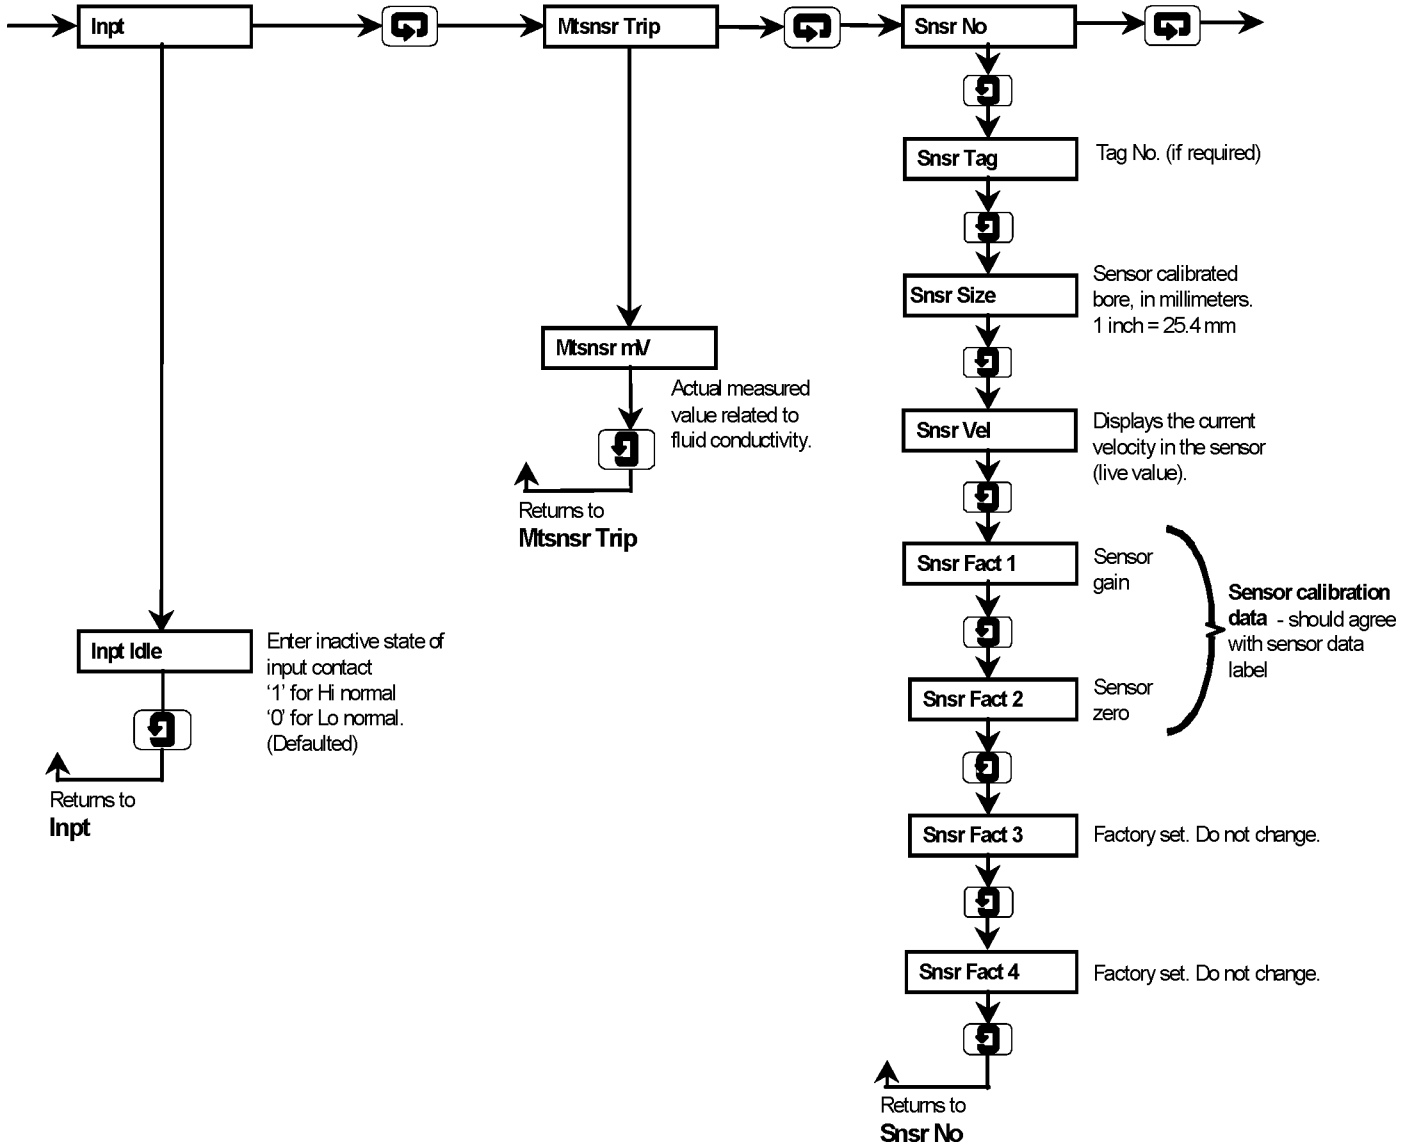 Inpt
Mtsnsr Trip
Snsr No
Snsr Tag
Tag No. (if required)
Snsr Size
Sensor calibrated
bore, in millimeters.
1 inch = 25.4 mm
Mtsnsr mV
Actual measured
value related to
fluid conductivity.
Returns to
Mtsnsr Trip
Snsr Vel
Displays the current
velocity in the sensor
(live value).
Snsr Fact 1
Sensor
gain
Sensor calibration
data - should agree
with sensor data
label
Inpt Idle
Enter inactive state of
input contact
‘1’ for Hi normal
‘0’ for Lo normal.
(Defaulted)
Returns to
Inpt
Snsr Fact 2
Sensor
zero
Snsr Fact 3
Factory set. Do not change.
Snsr Fact 4
Factory set. Do not change.
Returns to
Snsr No